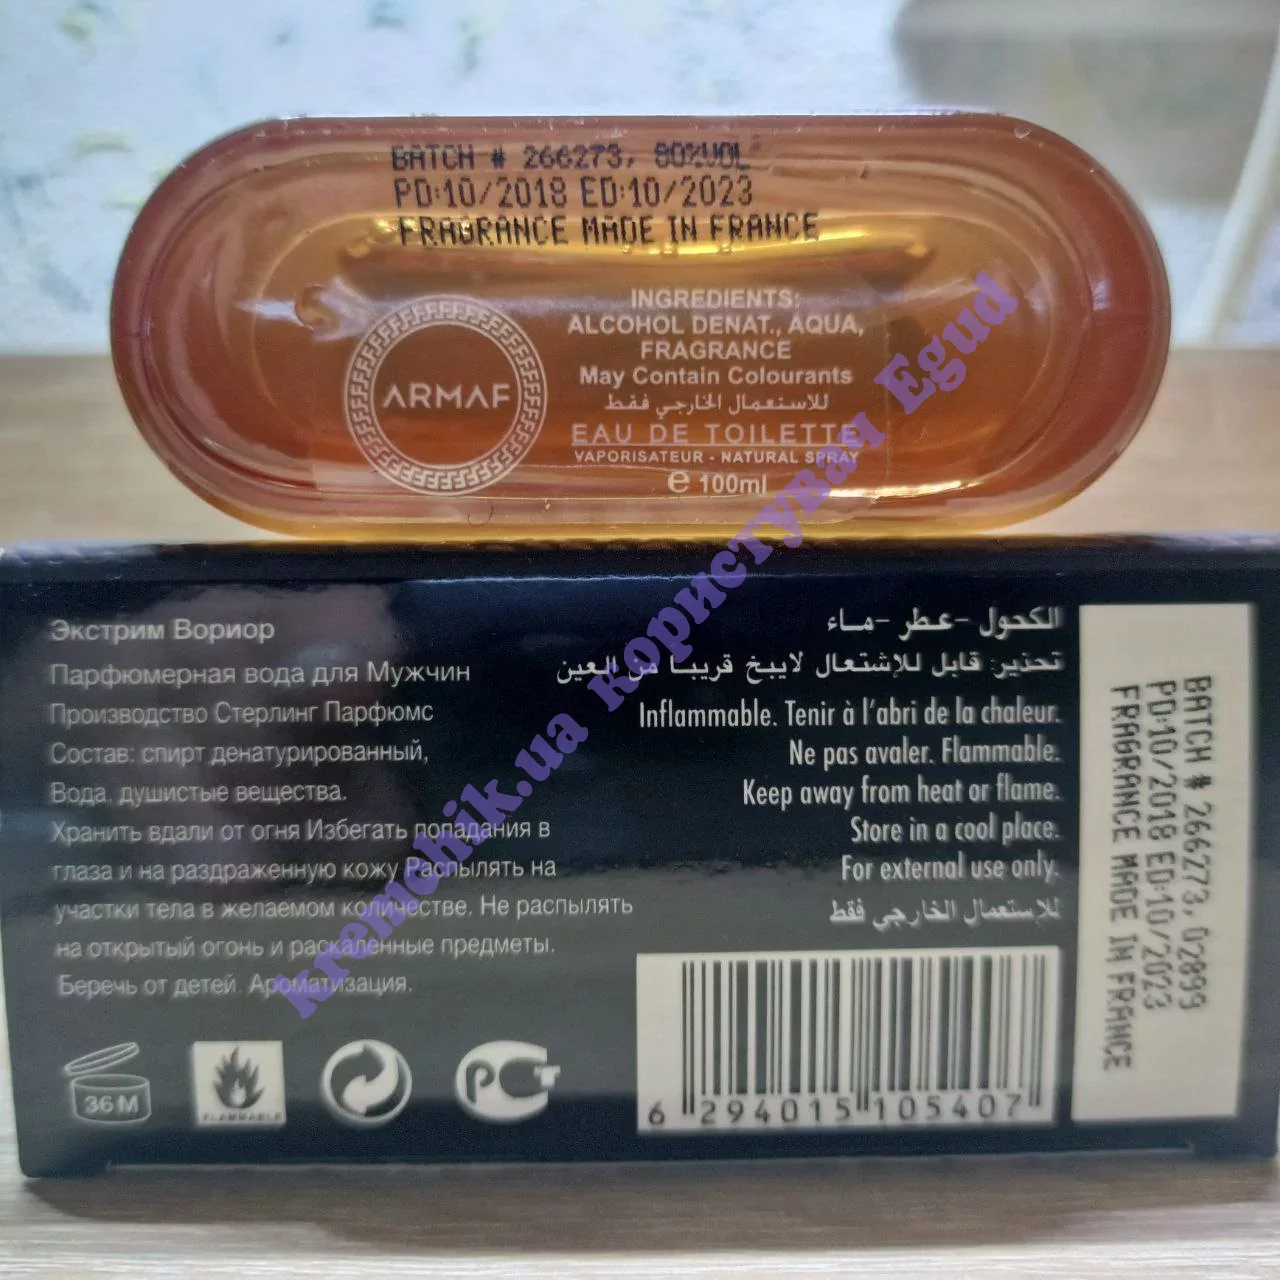 BATCH # 266273, 80%VOL
PD:10/2018 ED:10/2023
FRAGRANCE MADE IN FRANCE
ARMAF
INGREDIENTS:
ALCOHOL DENAT., AQUA,
FRAGRANCE
May Contain Colourants
للاستعمال الخارجي فقط
EAU DE TOILETTE
VAPORISATEUR - NATURAL SPRAY
e 100ml
kremchik.ua Користувач Egud
Экстрим Вориор
Парфюмерная вода для Мужчин
Производство Стерлинг Парфюмс
Состав: спирт денатурированный,
Вода, душистые вещества.
Хранить вдали от огня Избегать попадания в
глаза и на раздраженную кожу Распылять на
участки тела в желаемом количестве. Не распылять
на открытый огонь и раскаленные предметы.
Беречь от детей. Ароматизация.
36 M
FLAMMABLE
РСТ
الكحول -عطر -ماء
تحذير: قابل للإشتعال لايبخ قريبا من العين
Inflammable. Tenir à l'abri de la chaleur.
Ne pas avaler. Flammable.
Keep away from heat or flame.
Store in a cool place.
For external use only.
للإستعمال الخارجي فقط
6 294015 105407
BATCH # 266273, 02899
PD:10/2018 ED:10/2023
FRAGRANCE MADE IN FRANCE